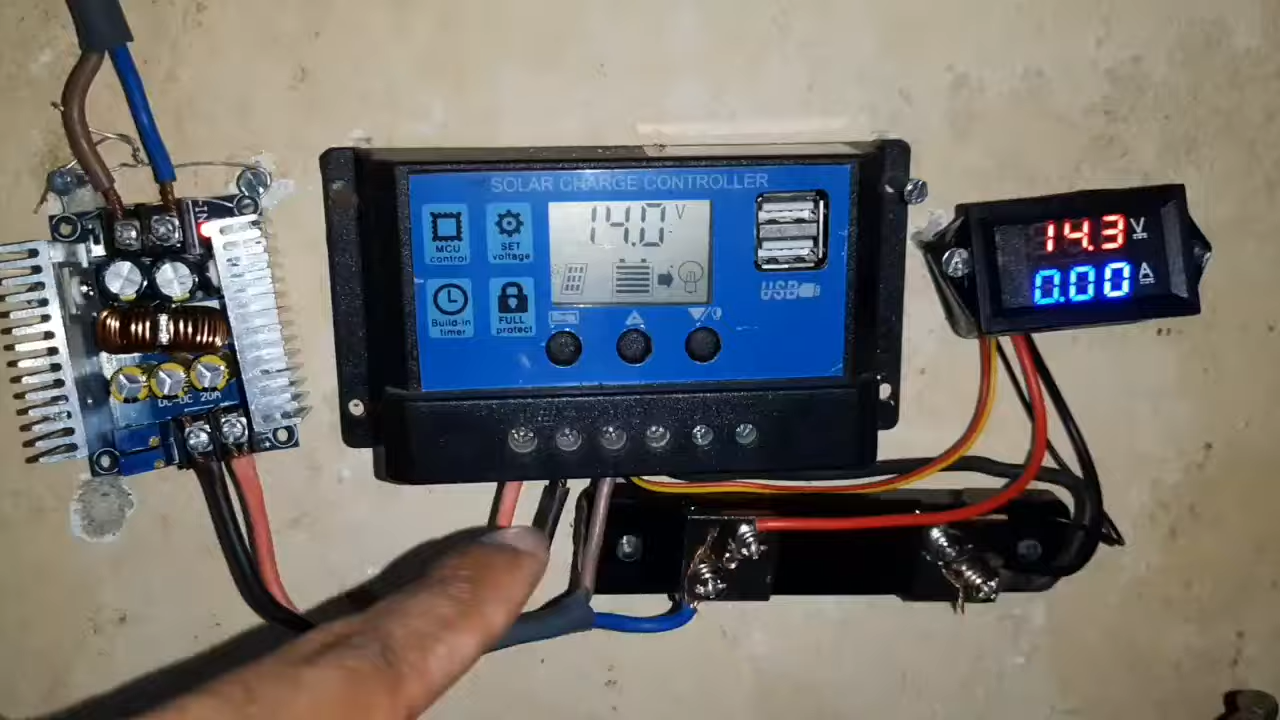 IN
DC-DC 20A
SOLAR CHARGE CONTROLLER
14.0 V
MCU
control
SET
voltage
Build-in
timer
FULL
protect
USB
14.3 V
0.00 A